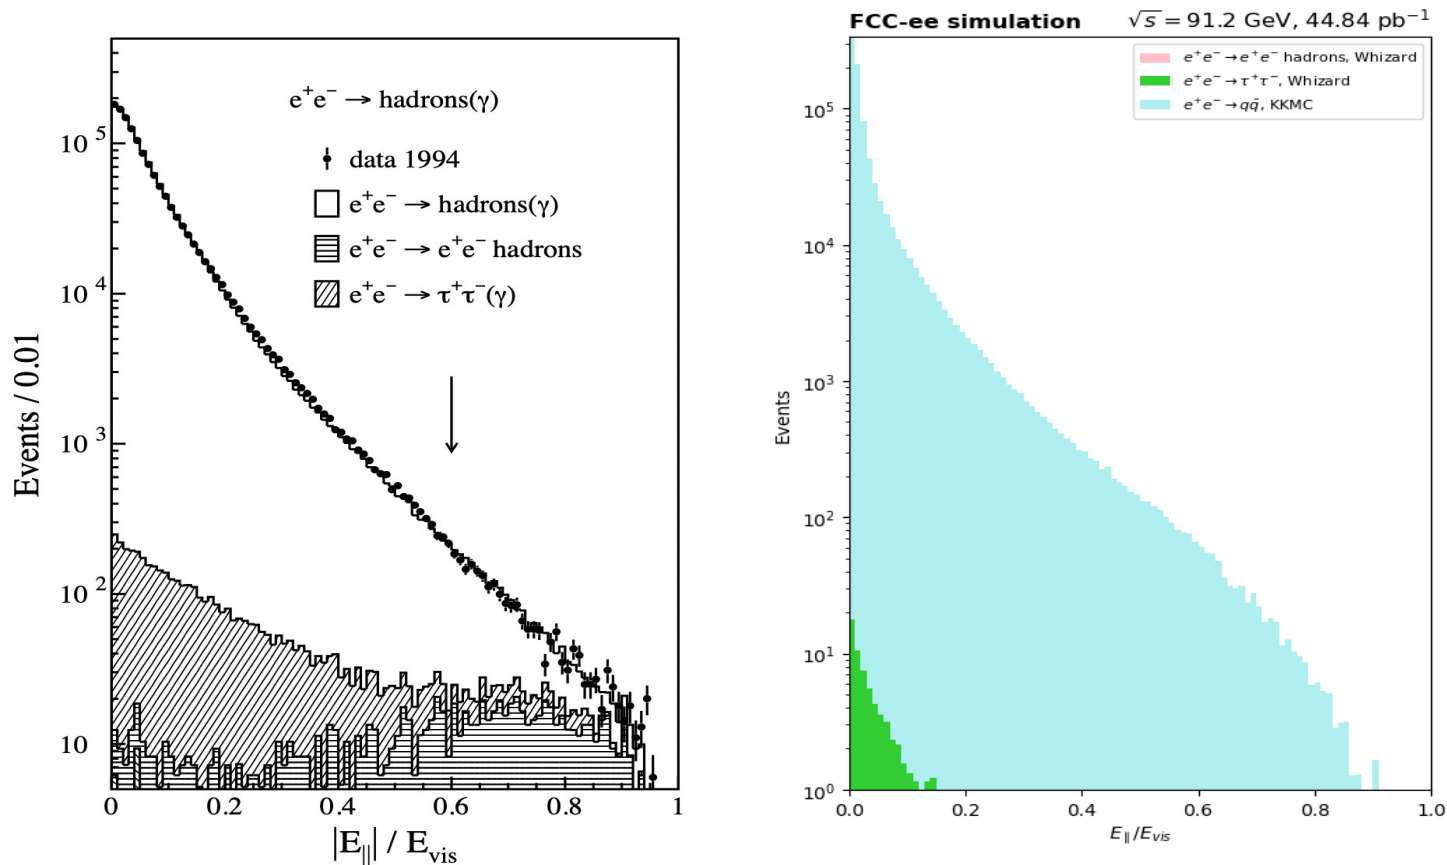 e⁺e⁻ → hadrons(γ)
data 1994
e⁺e⁻ → hadrons(γ)
e⁺e⁻ → e⁺e⁻ hadrons
e⁺e⁻ → τ⁺τ⁻(γ)
Events / 0.01
10⁵
10⁴
10³
10²
10
0 0.2 0.4 0.6 0.8 1
|E∥| / Evis
FCC-ee simulation √s = 91.2 GeV, 44.84 pb⁻¹
e⁺e⁻ → e⁺e⁻ hadrons, Whizard
e⁺e⁻ → τ⁺τ⁻, Whizard
e⁺e⁻ → qq̄, KKMC
Events
10⁵
10⁴
10³
10²
10¹
10⁰
0.0 0.2 0.4 0.6 0.8 1.0
E∥/Evis